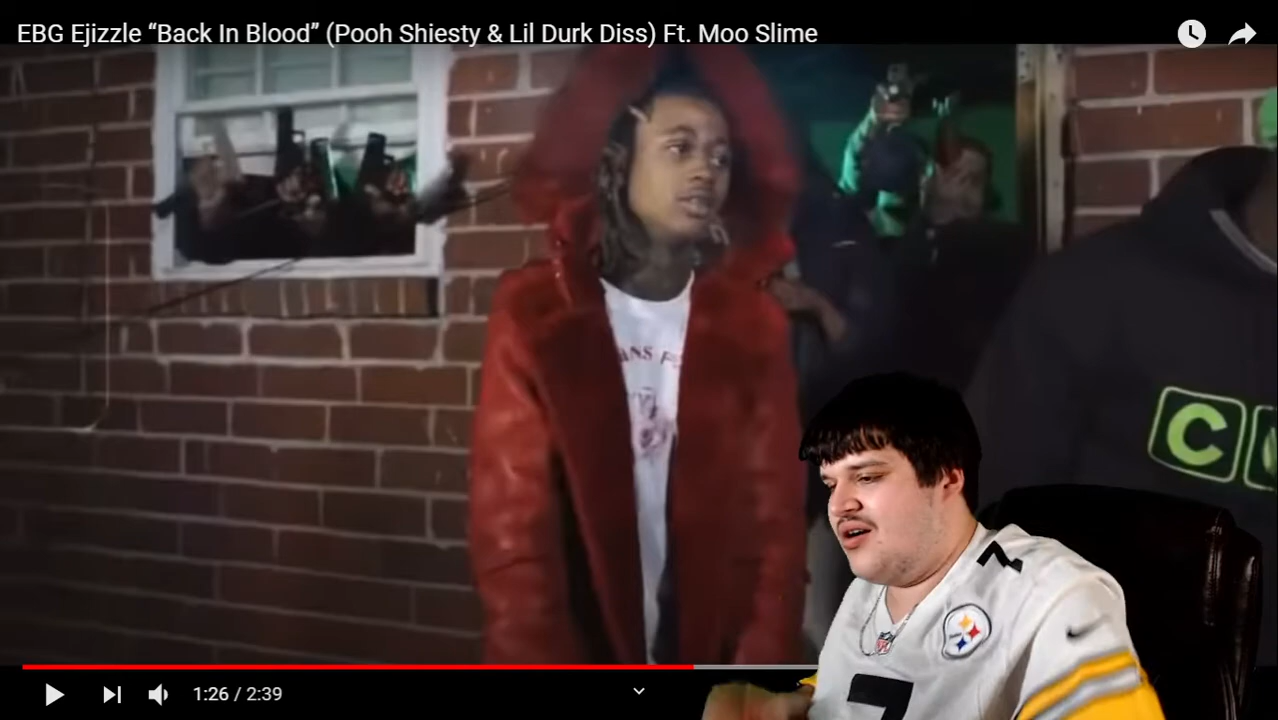 EBG Ejizzle “Back In Blood” (Pooh Shiesty & Lil Durk Diss) Ft. Moo Slime
C
7
NFL
7
1:26 / 2:39